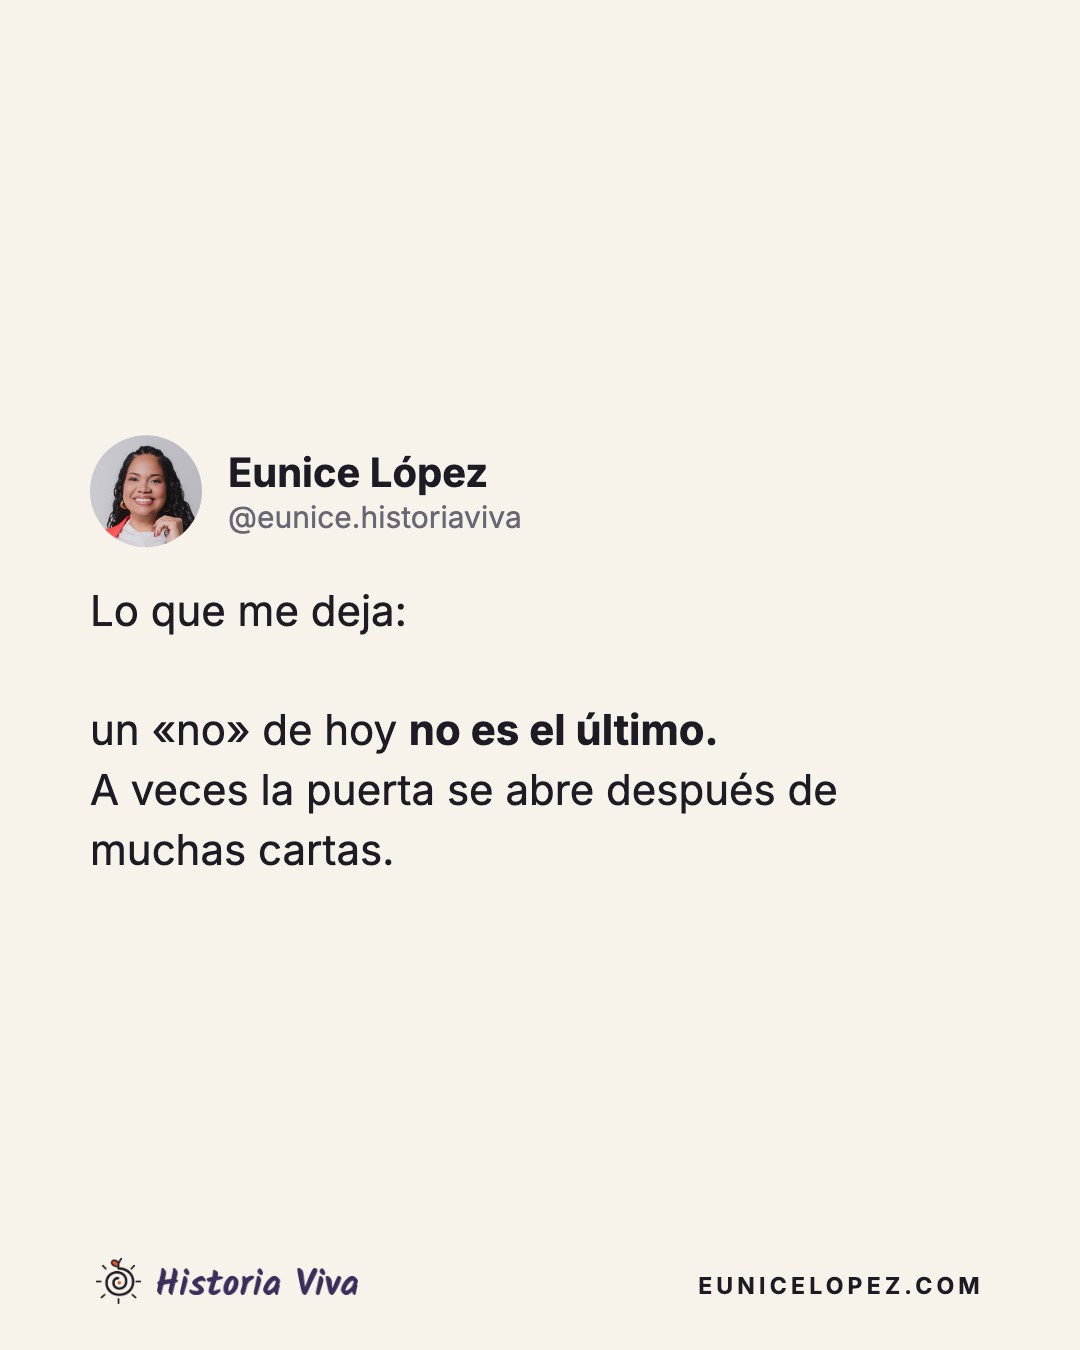 Eunice López
@eunice.historiaviva
Lo que me deja:
un «no» de hoy no es el último.
A veces la puerta se abre después de
muchas cartas.
Historia Viva
EUNICELOPEZ.COM